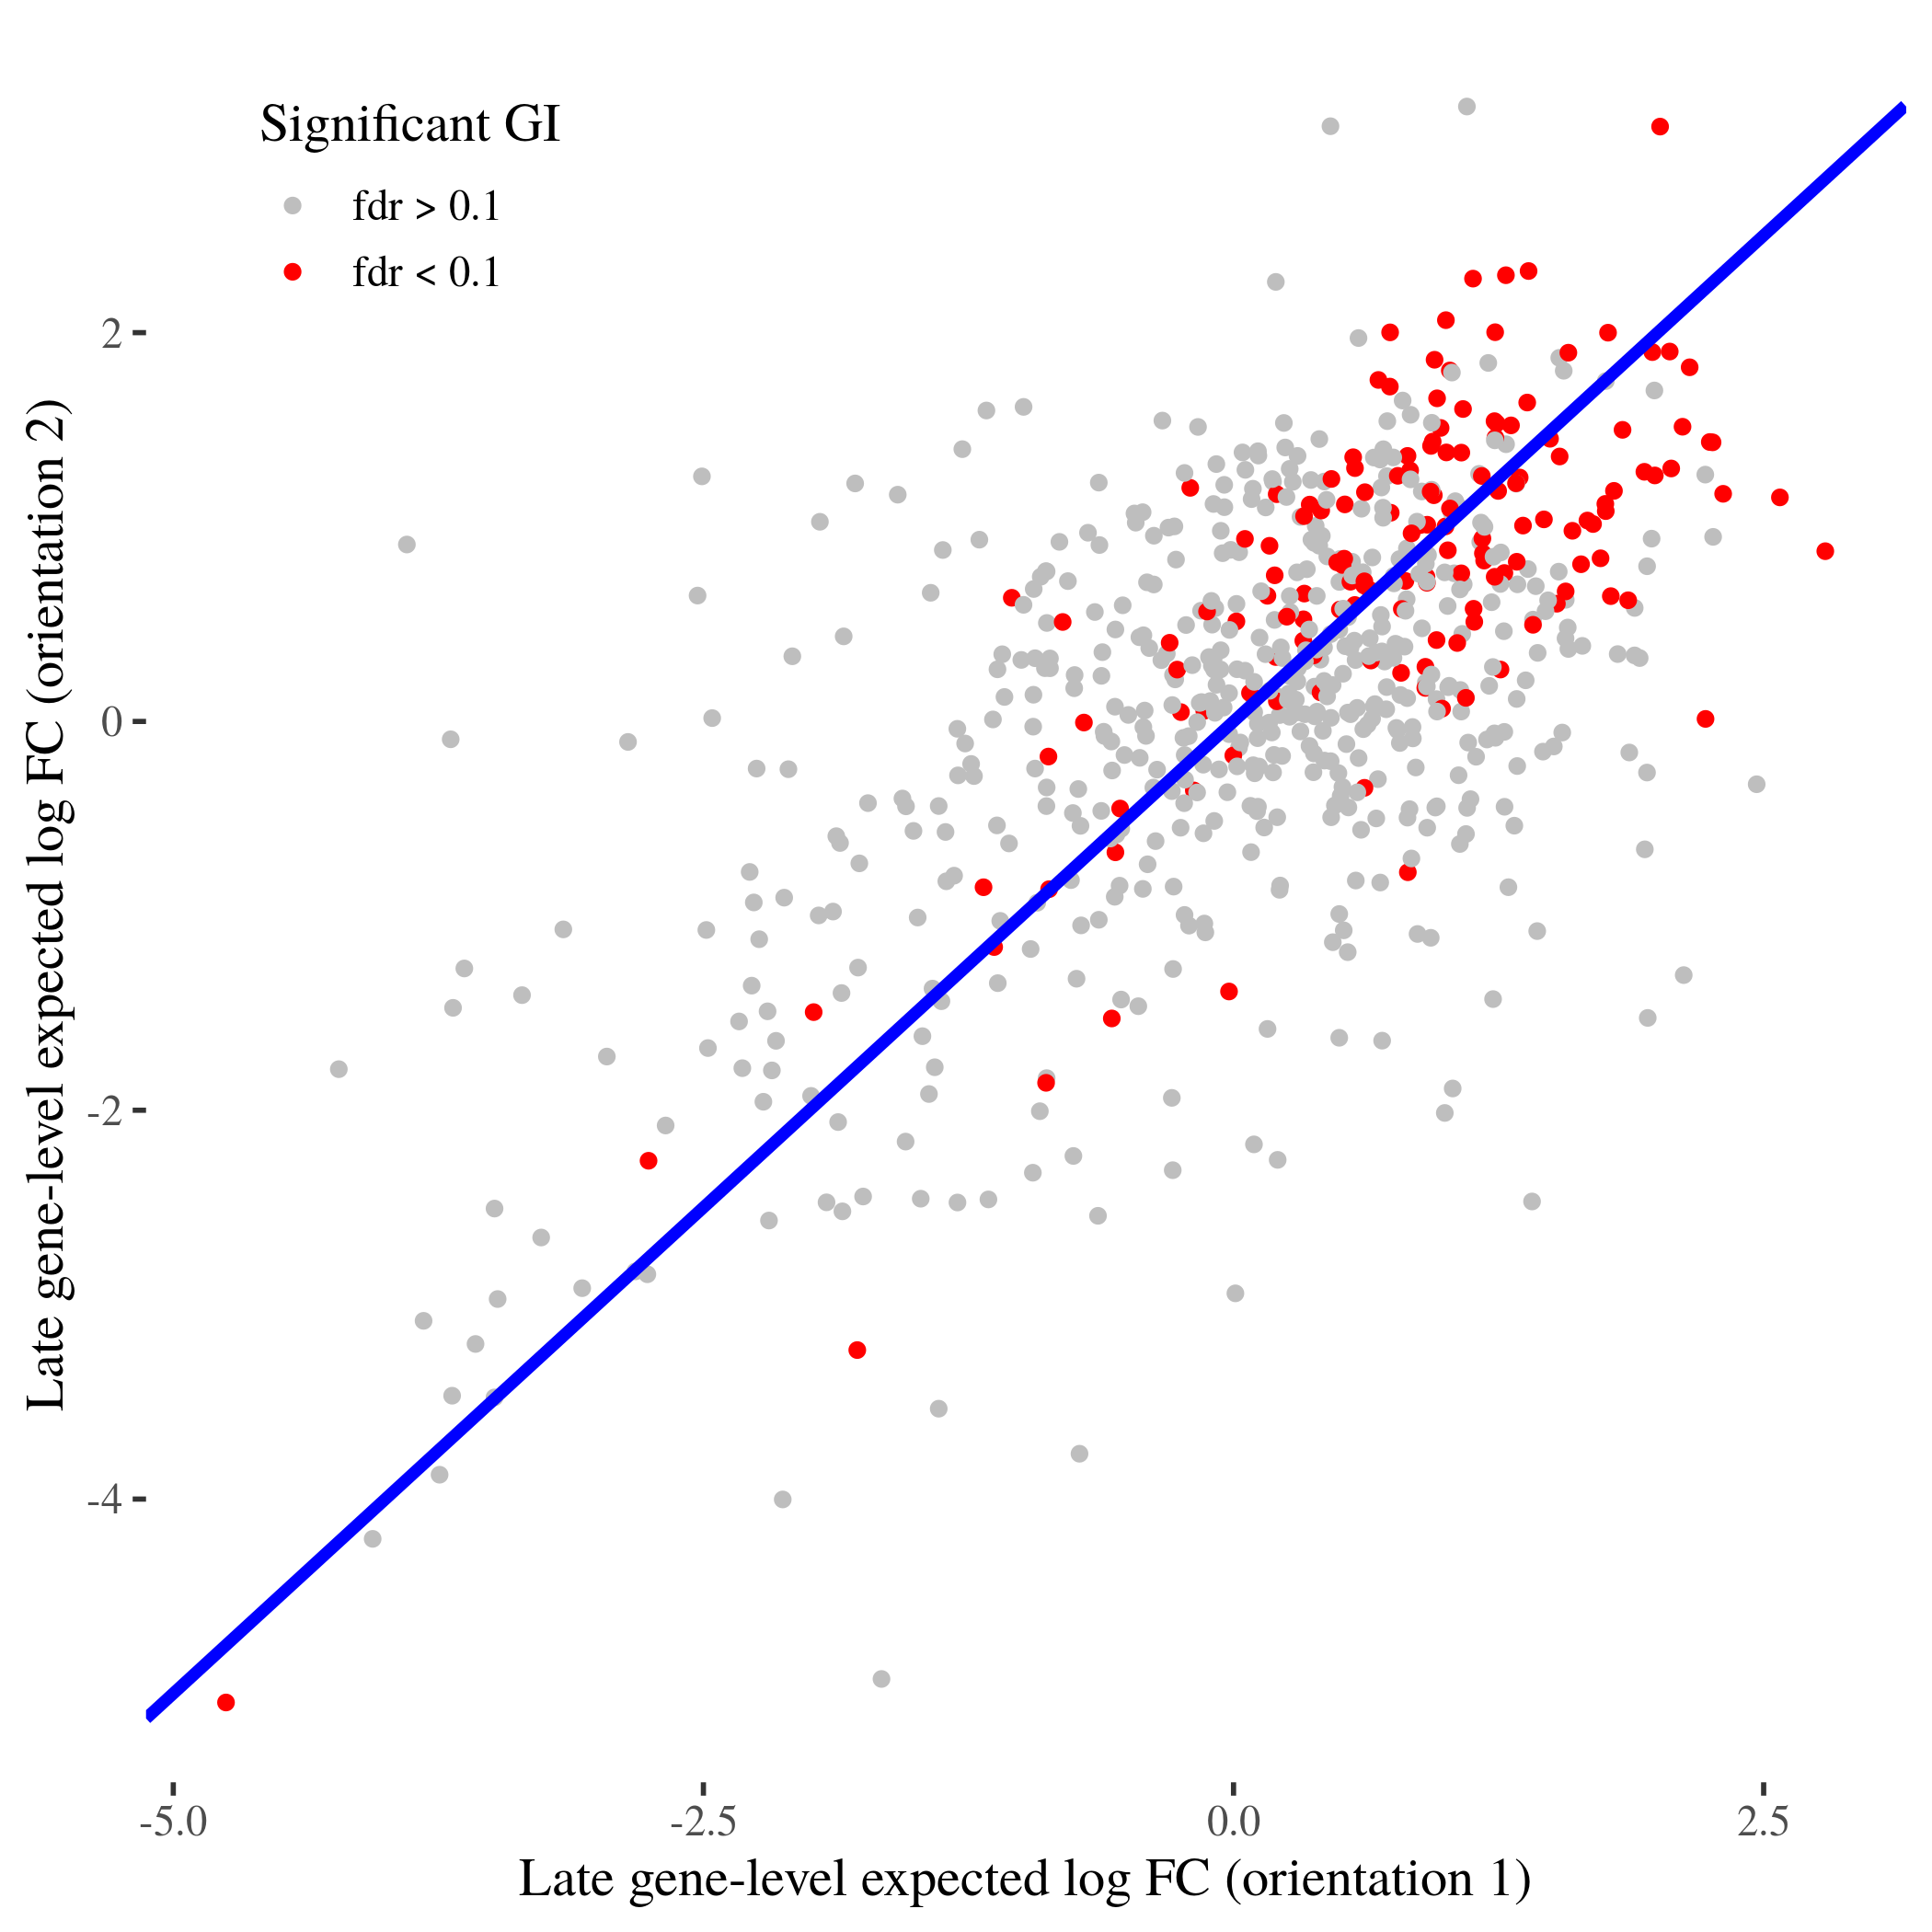 Significant GI
fdr > 0.1
fdr < 0.1
2
0
-2
-4
Late gene-level expected log FC (orientation 2)
-5.0
-2.5
0.0
2.5
Late gene-level expected log FC (orientation 1)